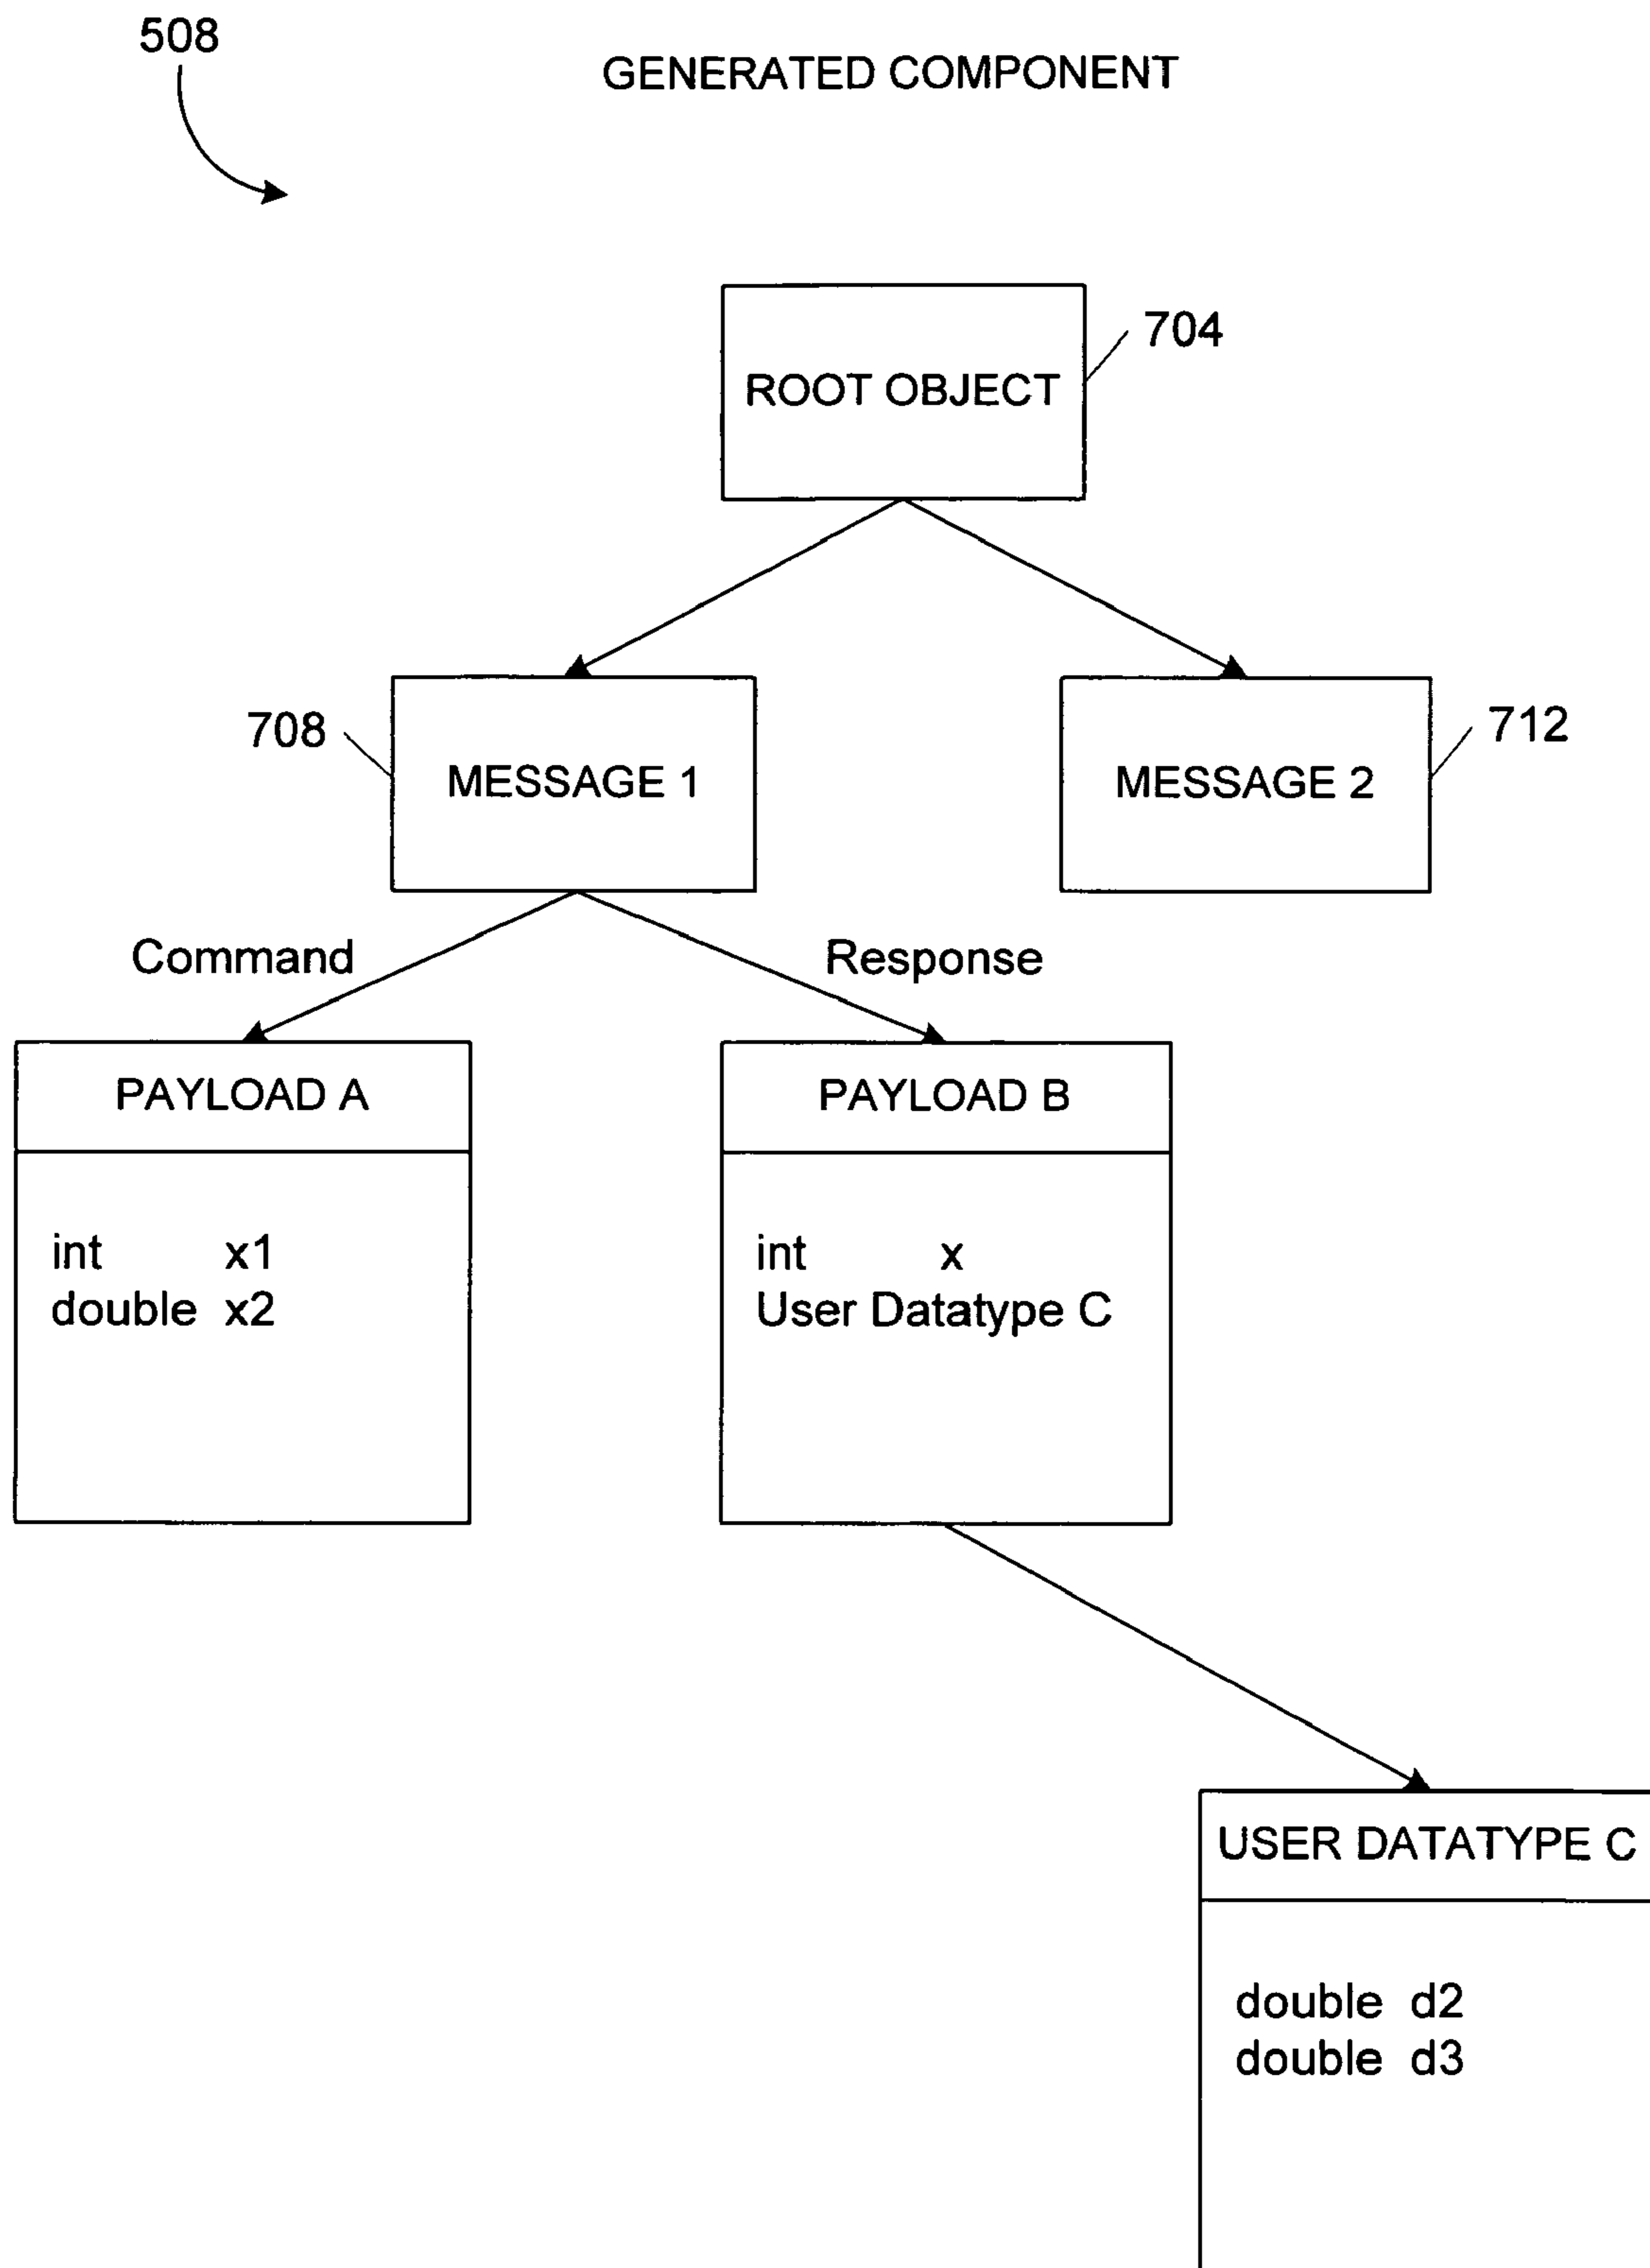 508
GENERATED COMPONENT
ROOT OBJECT
704
708
MESSAGE 1
MESSAGE 2
712
Command
Response
PAYLOAD A
PAYLOAD B
int x1
double x2
int x
User Datatype C
USER DATATYPE C
double d2
double d3